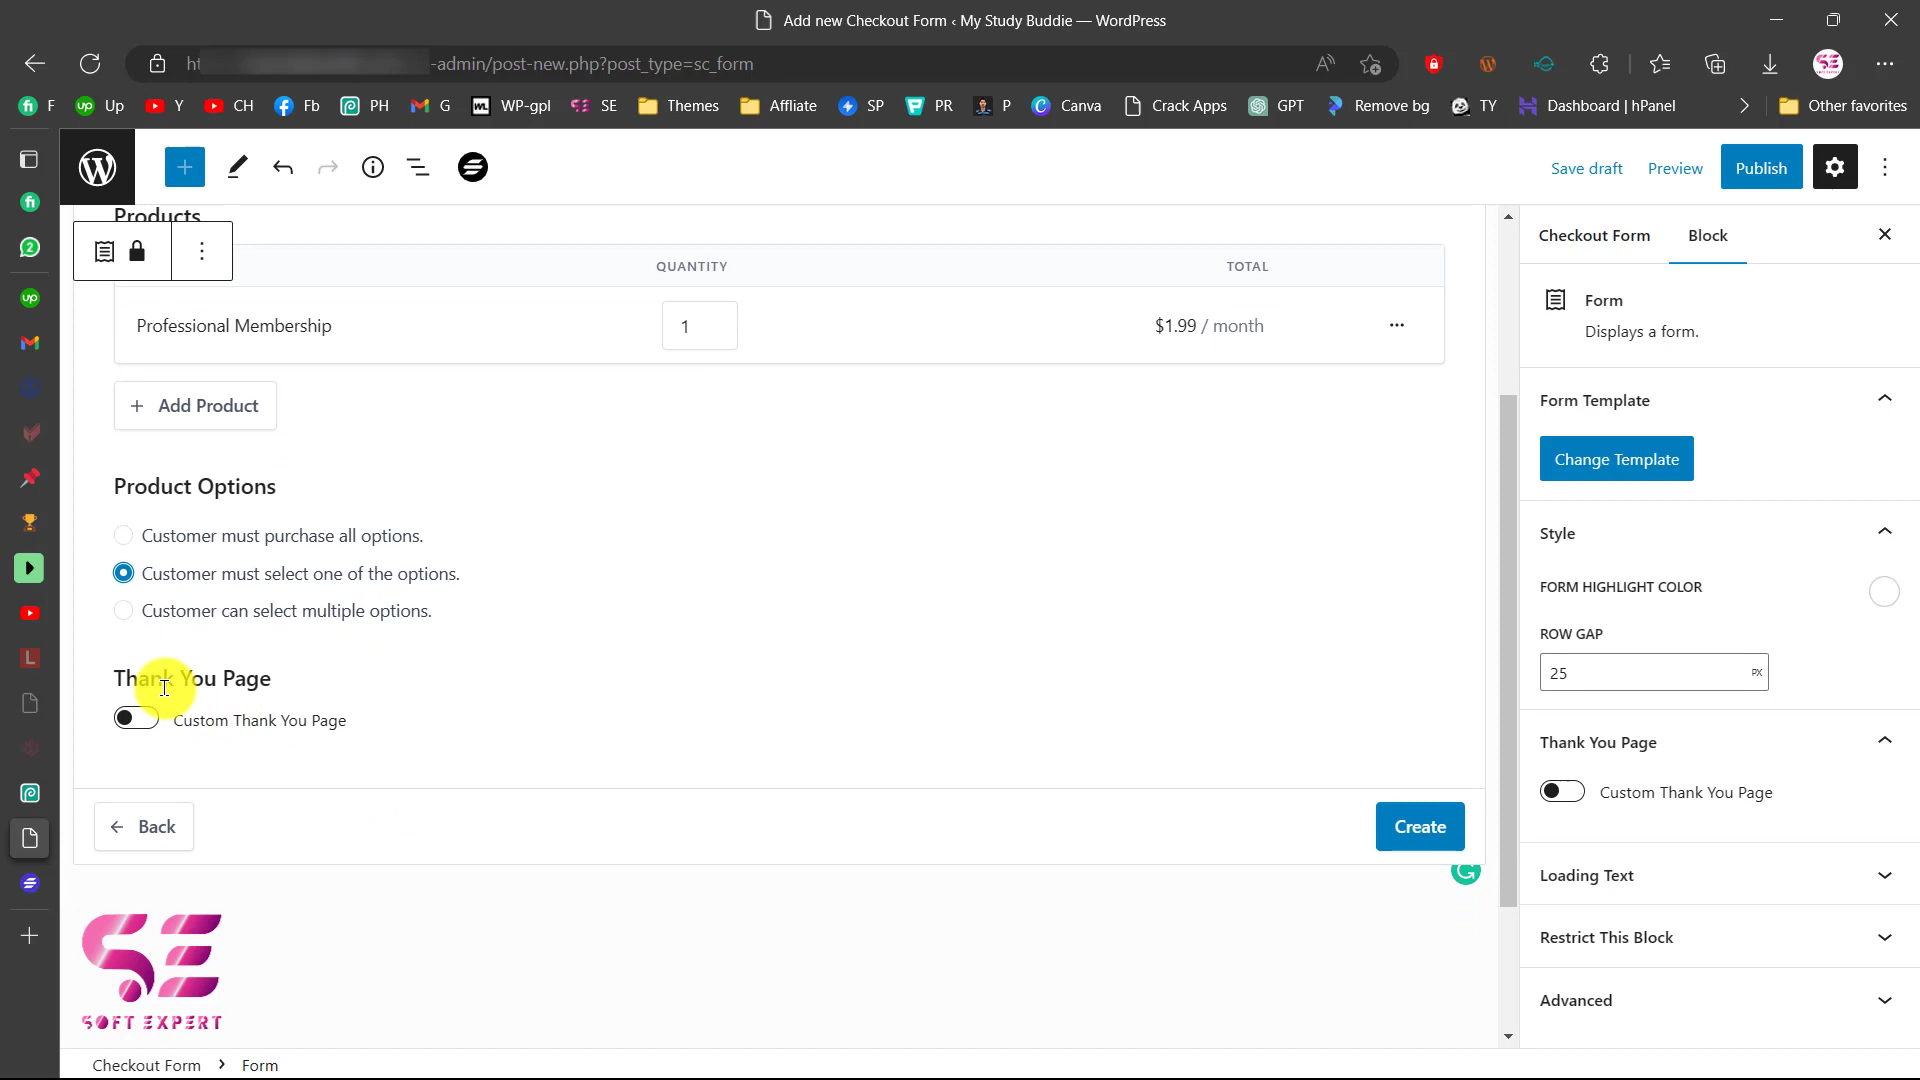 Add new Checkout Form ‹ My Study Buddie — WordPress
-admin/post-new.php?post_type=sc_form
F Up Y CH Fb PH G WP-gpl SE Themes Affliate SP PR P Canva Crack Apps GPT Remove bg TY Dashboard | hPanel Other favorites
Save draft Preview Publish
Products
QUANTITY TOTAL
Professional Membership 1 $1.99 / month
+ Add Product
Product Options
Customer must purchase all options.
Customer must select one of the options.
Customer can select multiple options.
Thank You Page
Custom Thank You Page
← Back Create
SE
SOFT EXPERT
Checkout Form › Form
Checkout Form Block
Form
Displays a form.
Form Template
Change Template
Style
FORM HIGHLIGHT COLOR
ROW GAP
25 PX
Thank You Page
Custom Thank You Page
Loading Text
Restrict This Block
Advanced